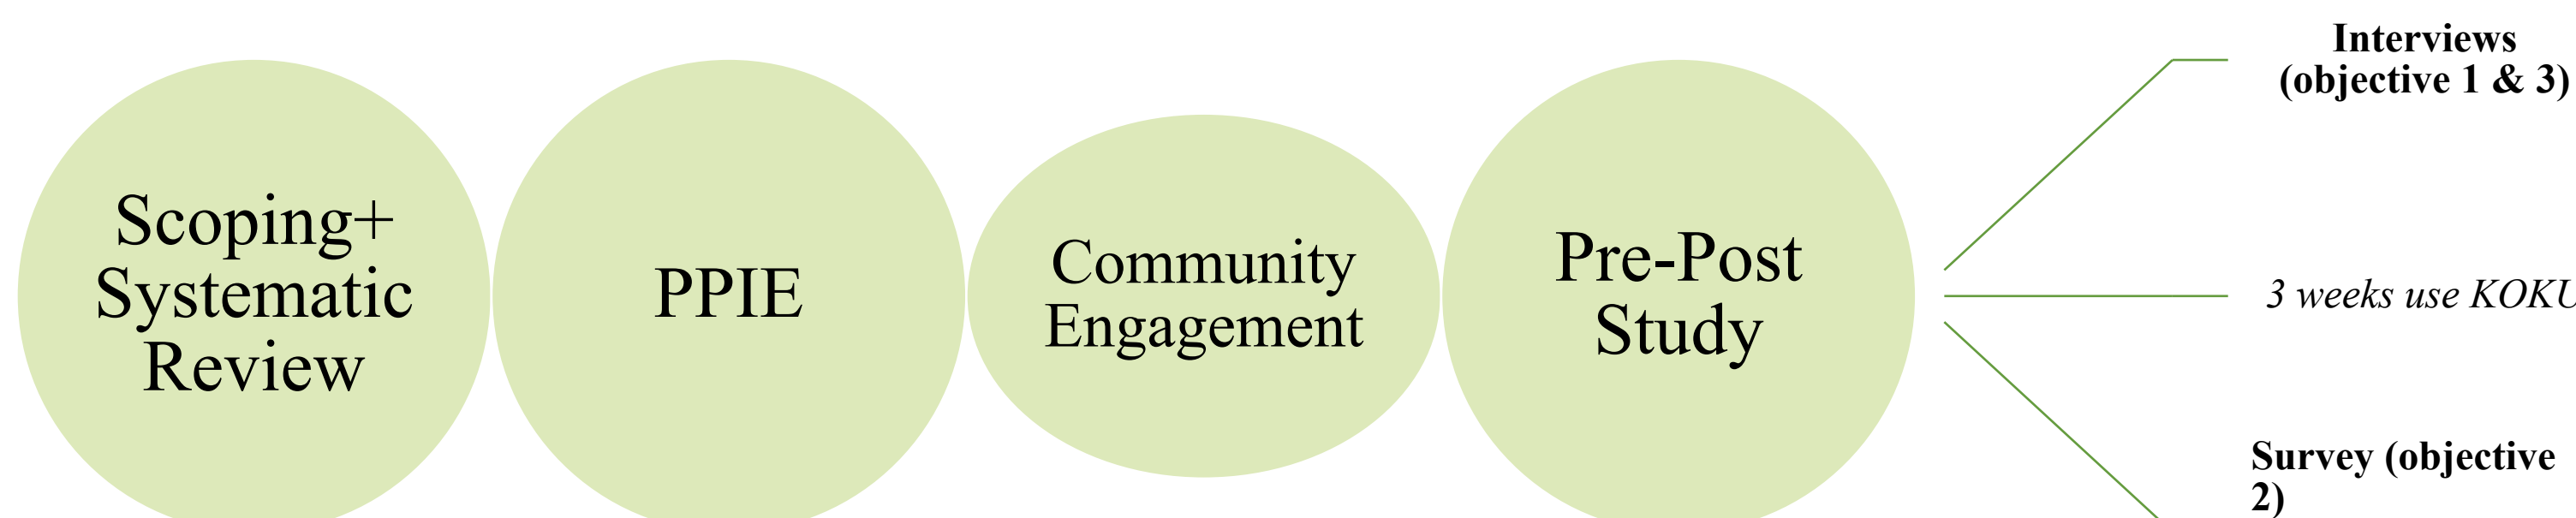 Scoping+
Systematic
Review
PPIE
Community
Engagement
Pre-Post
Study
Interviews
(objective 1 & 3)
3 weeks use KOKU
Survey (objective
2)